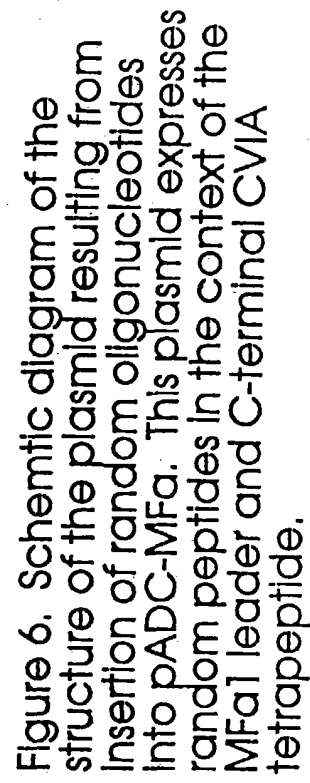 Figure 6. Schemtic diagram of the
structure of the plasmid resulting from
insertion of random oligonucleotides
into pADC-MFa. This plasmid expresses
random peptides in the context of the
MFa1 leader and C-terminal CVIA
tetrapeptide.